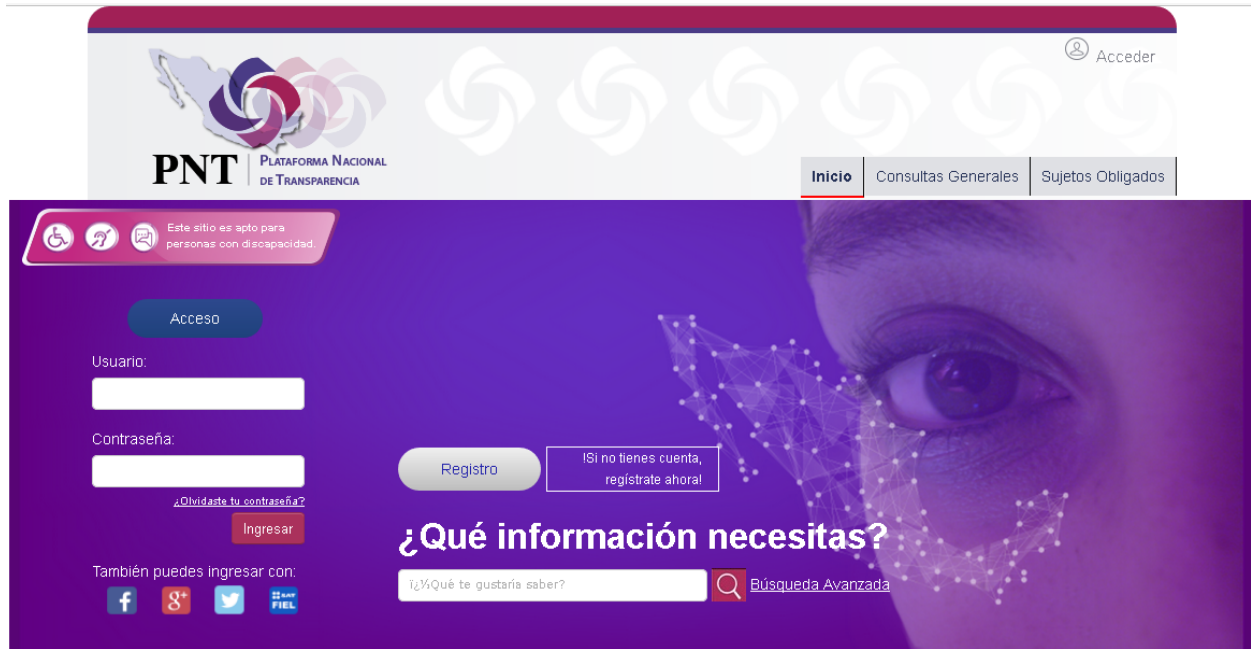 Acceder
PNT
PLATAFORMA NACIONAL
DE TRANSPARENCIA
Inicio
Consultas Generales
Sujetos Obligados
Este sitio es apto para
personas con discapacidad.
Acceso
Usuario:
Contraseña:
¿Olvidaste tu contraseña?
Ingresar
También puedes ingresar con:
f
g+
SAT
FIEL
Registro
!Si no tienes cuenta,
regístrate ahora!
¿Qué información necesitas?
ï¿½Qué te gustaría saber?
Búsqueda Avanzada